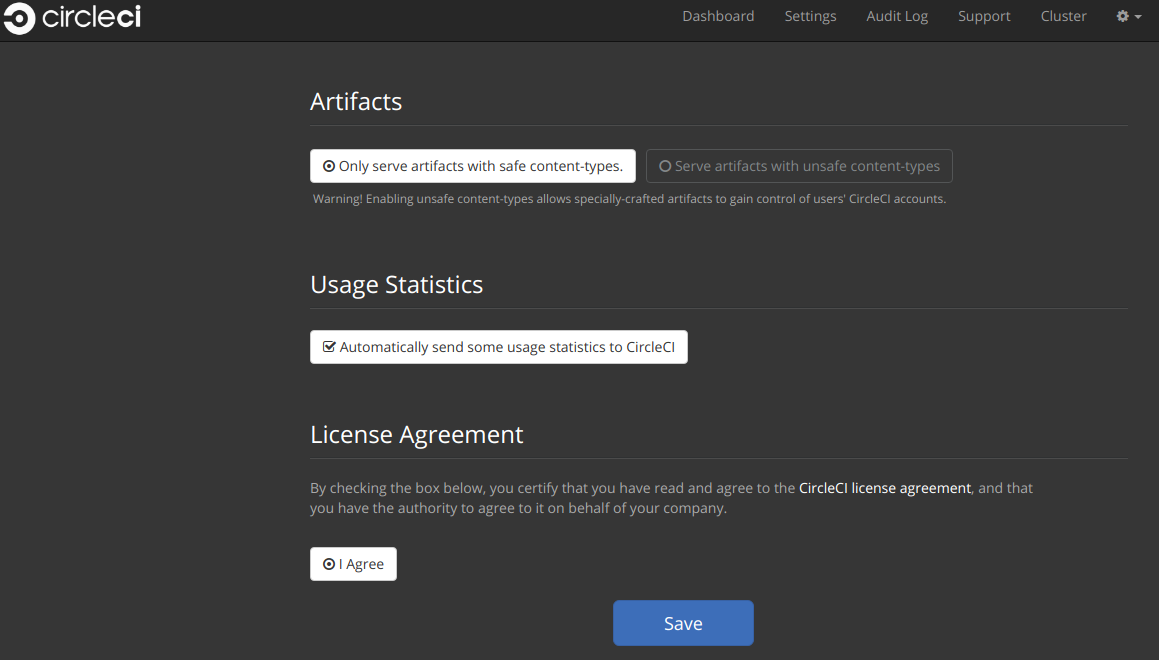 circleci
Dashboard Settings Audit Log Support Cluster
Artifacts
Only serve artifacts with safe content-types. Serve artifacts with unsafe content-types
Warning! Enabling unsafe content-types allows specially-crafted artifacts to gain control of users' CircleCI accounts.
Usage Statistics
Automatically send some usage statistics to CircleCI
License Agreement
By checking the box below, you certify that you have read and agree to the CircleCI license agreement, and that
you have the authority to agree to it on behalf of your company.
I Agree
Save